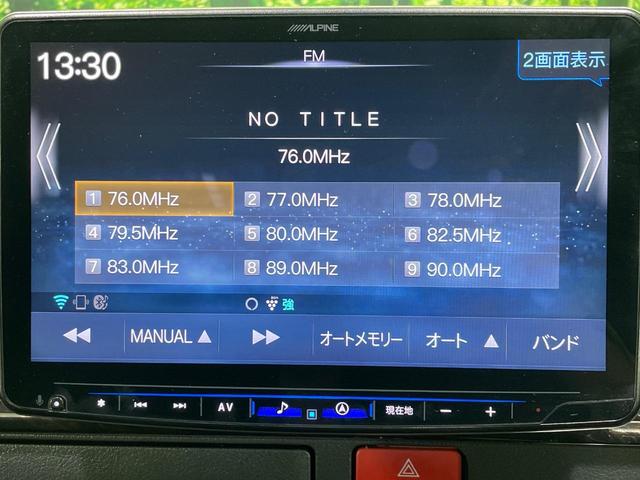 ALPINE
13:30
FM
2画面表示
NO TITLE
76.0MHz
1 76.0MHz
2 77.0MHz
3 78.0MHz
4 79.5MHz
5 80.0MHz
6 82.5MHz
7 83.0MHz
8 89.0MHz
9 90.0MHz
強
MANUAL ▲
オートメモリー
オート ▲
バンド
AV
現在地